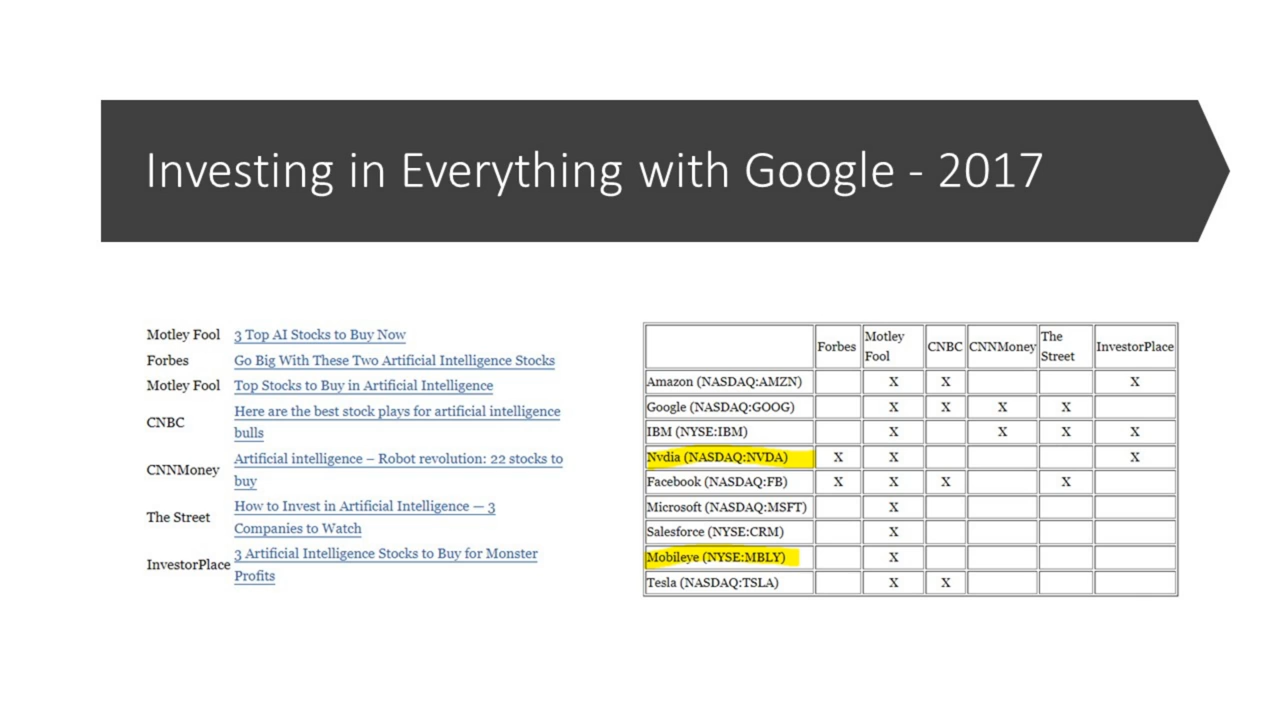 Investing in Everything with Google - 2017
Motley Fool 3 Top AI Stocks to Buy Now
Forbes Go Big With These Two Artificial Intelligence Stocks
Motley Fool Top Stocks to Buy in Artificial Intelligence
CNBC Here are the best stock plays for artificial intelligence
bulls
CNNMoney Artificial intelligence – Robot revolution: 22 stocks to
buy
The Street How to Invest in Artificial Intelligence — 3
Companies to Watch
InvestorPlace 3 Artificial Intelligence Stocks to Buy for Monster
Profits
Forbes Motley Fool CNBC CNNMoney The Street InvestorPlace
Amazon (NASDAQ:AMZN) X X X
Google (NASDAQ:GOOG) X X X X
IBM (NYSE:IBM) X X X X
Nvdia (NASDAQ:NVDA) X X X
Facebook (NASDAQ:FB) X X X X
Microsoft (NASDAQ:MSFT) X
Salesforce (NYSE:CRM) X
Mobileye (NYSE:MBLY) X
Tesla (NASDAQ:TSLA) X X